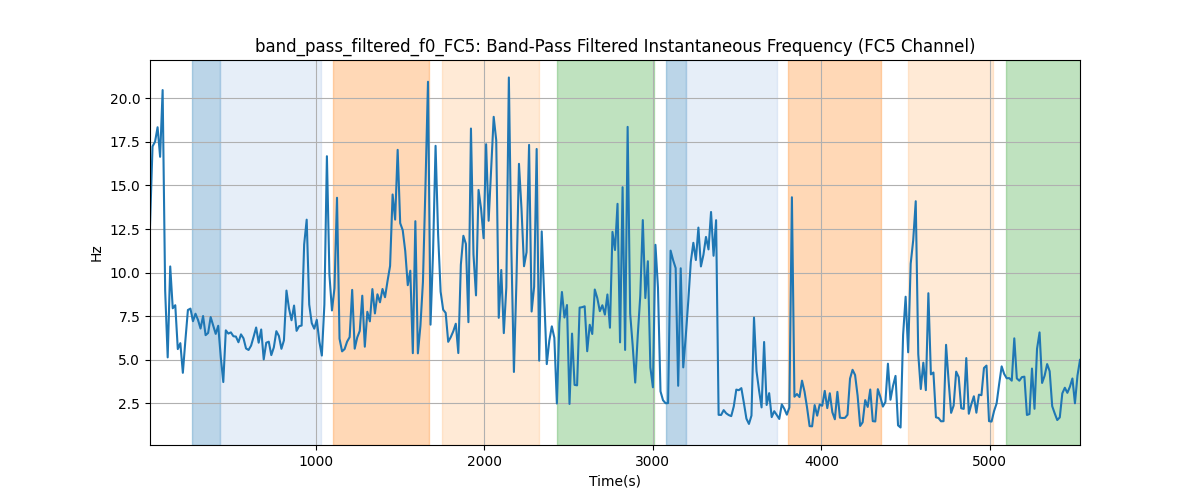 band_pass_filtered_f0_FC5: Band-Pass Filtered Instantaneous Frequency (FC5 Channel)
20.0
17.5
15.0
12.5
10.0
7.5
5.0
2.5
Hz
1000 2000 3000 4000 5000
Time(s)